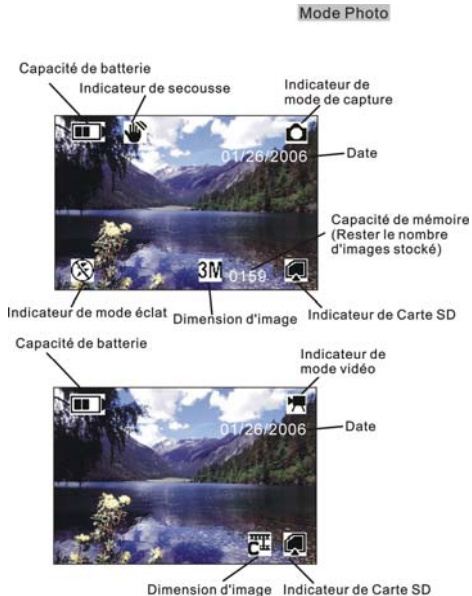 Mode Photo
Capacité de batterie
Indicateur de secousse
Indicateur de
mode de capture
01/26/2006
Date
Capacité de mémoire
(Rester le nombre
d'images stocké)
3M
0159
Indicateur de mode éclat
Dimension d'image
Indicateur de Carte SD
Capacité de batterie
Indicateur de
mode vidéo
01/26/2006
Date
C
Dimension d'image
Indicateur de Carte SD